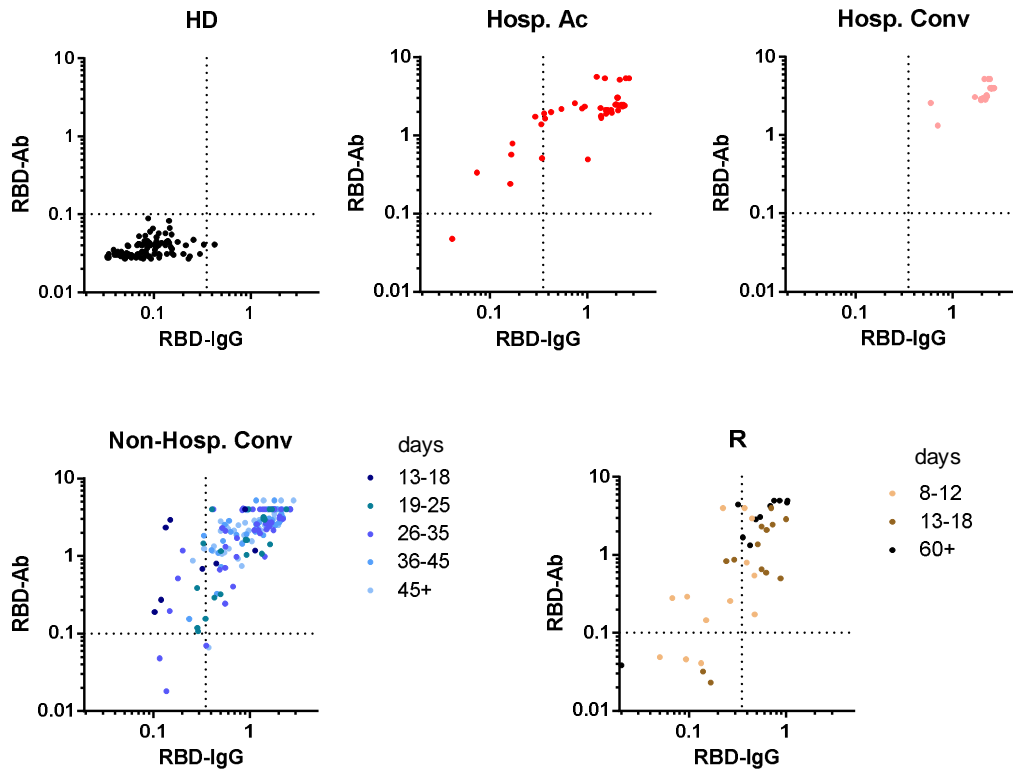 HD
RBD-Ab
10
1
0.1
0.01
0.1
1
RBD-IgG
Hosp. Ac
RBD-Ab
10
1
0.1
0.01
0.1
1
RBD-IgG
Hosp. Conv
RBD-Ab
10
1
0.1
0.01
0.1
1
RBD-IgG
Non-Hosp. Conv
RBD-Ab
10
1
0.1
0.01
0.1
1
RBD-IgG
days
13-18
19-25
26-35
36-45
45+
R
RBD-Ab
10
1
0.1
0.01
0.1
1
RBD-IgG
days
8-12
13-18
60+